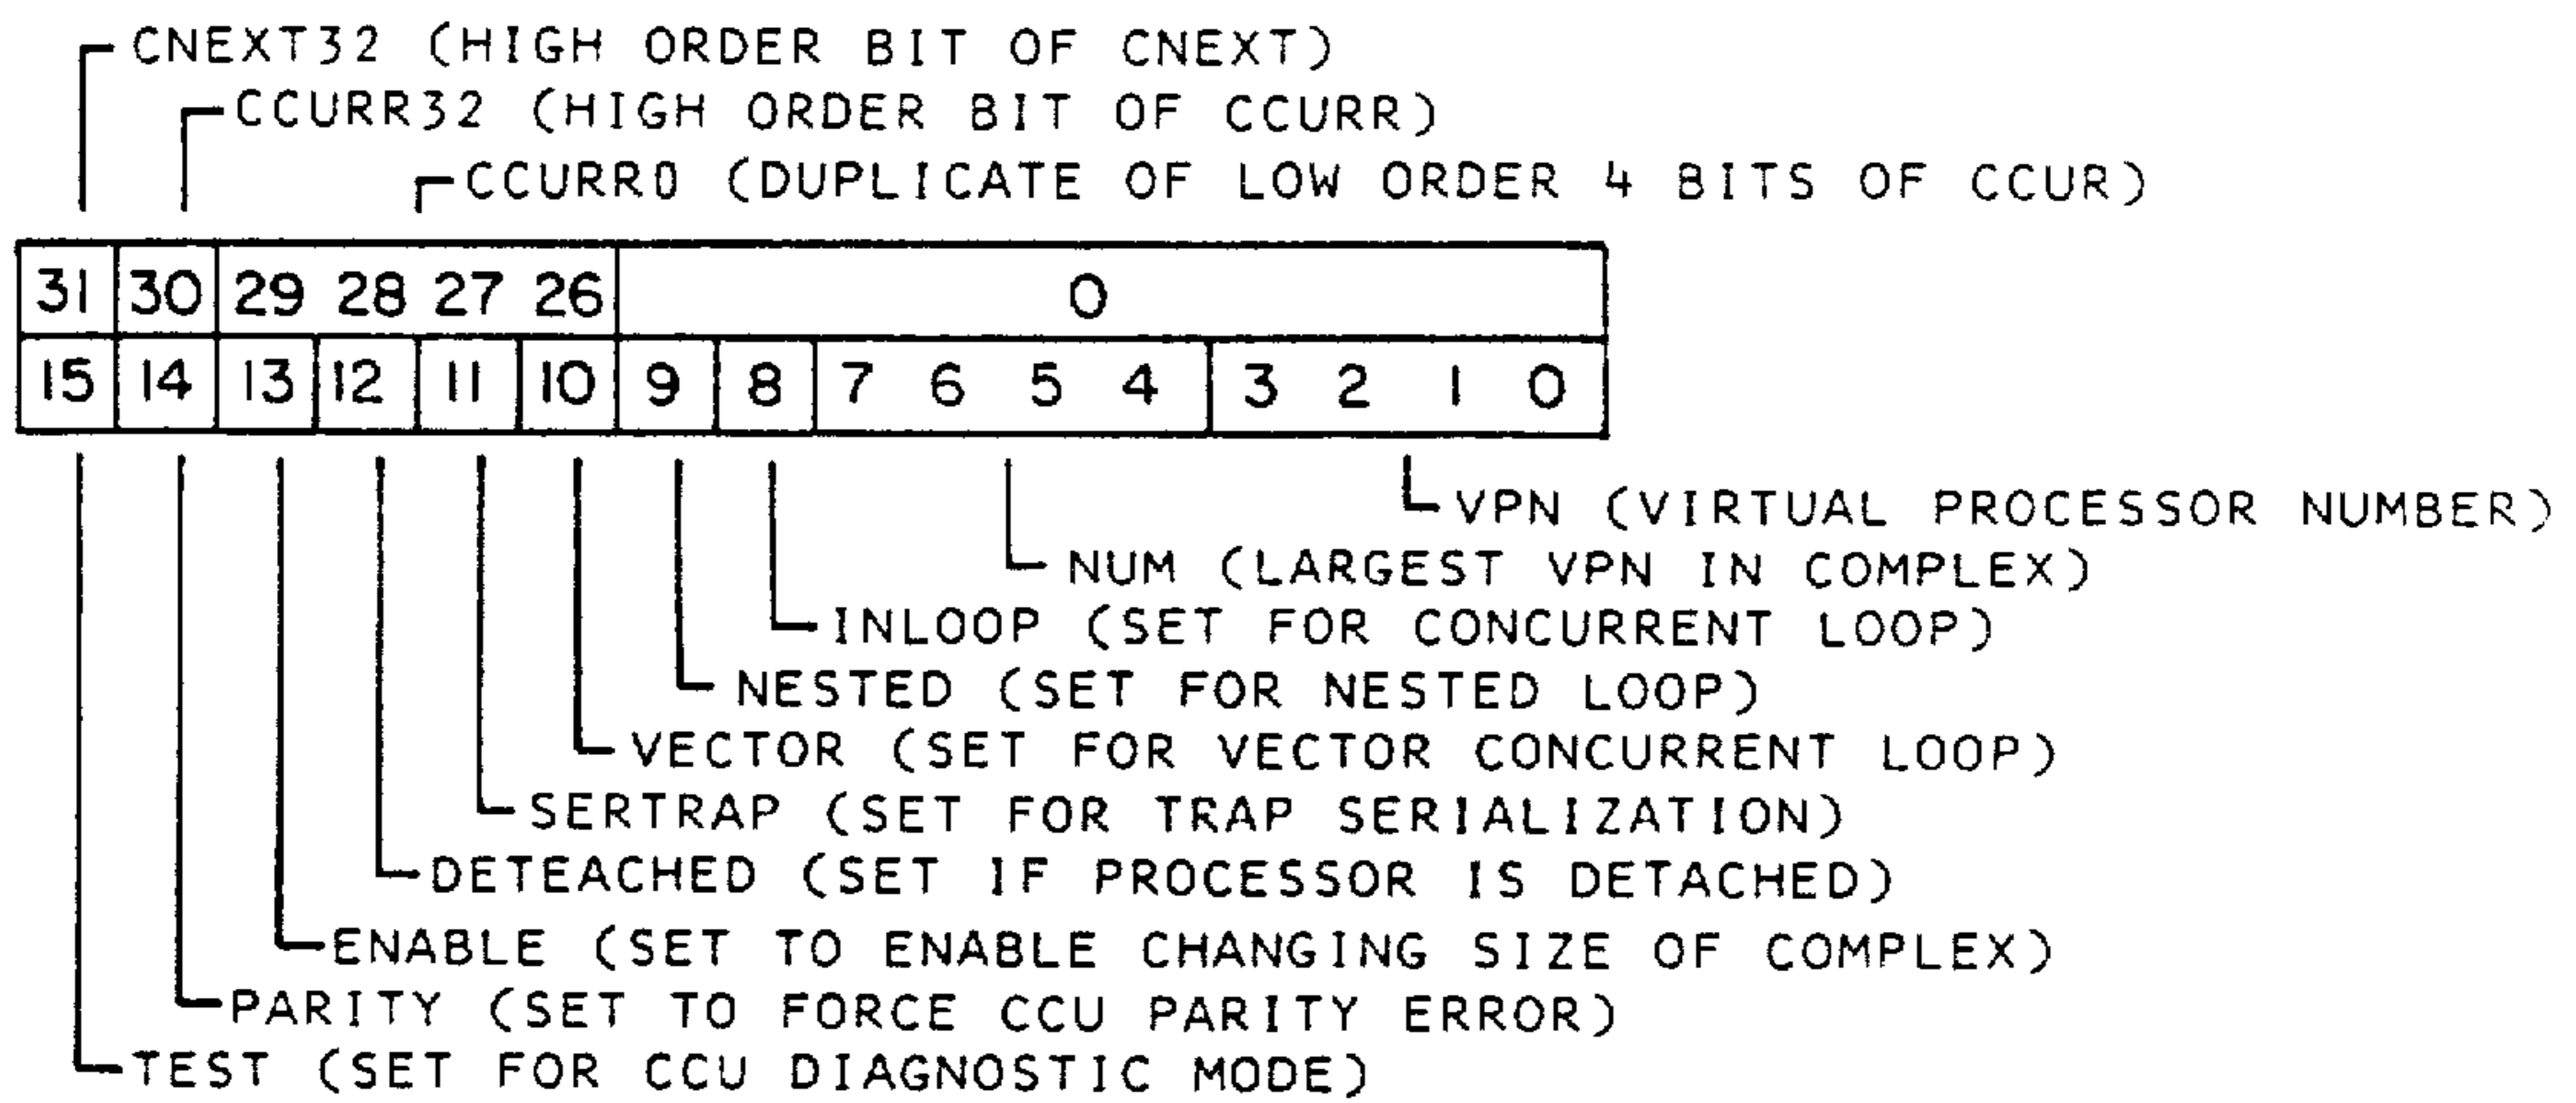 CNEXT32 (HIGH ORDER BIT OF CNEXT)
CCURR32 (HIGH ORDER BIT OF CCURR)
CCURR0 (DUPLICATE OF LOW ORDER 4 BITS OF CCUR)
31 30 29 28 27 26 0
15 14 13 12 11 10 9 8 7 6 5 4 3 2 1 0
VPN (VIRTUAL PROCESSOR NUMBER)
NUM (LARGEST VPN IN COMPLEX)
INLOOP (SET FOR CONCURRENT LOOP)
NESTED (SET FOR NESTED LOOP)
VECTOR (SET FOR VECTOR CONCURRENT LOOP)
SERTRAP (SET FOR TRAP SERIALIZATION)
DETEACHED (SET IF PROCESSOR IS DETACHED)
ENABLE (SET TO ENABLE CHANGING SIZE OF COMPLEX)
PARITY (SET TO FORCE CCU PARITY ERROR)
TEST (SET FOR CCU DIAGNOSTIC MODE)